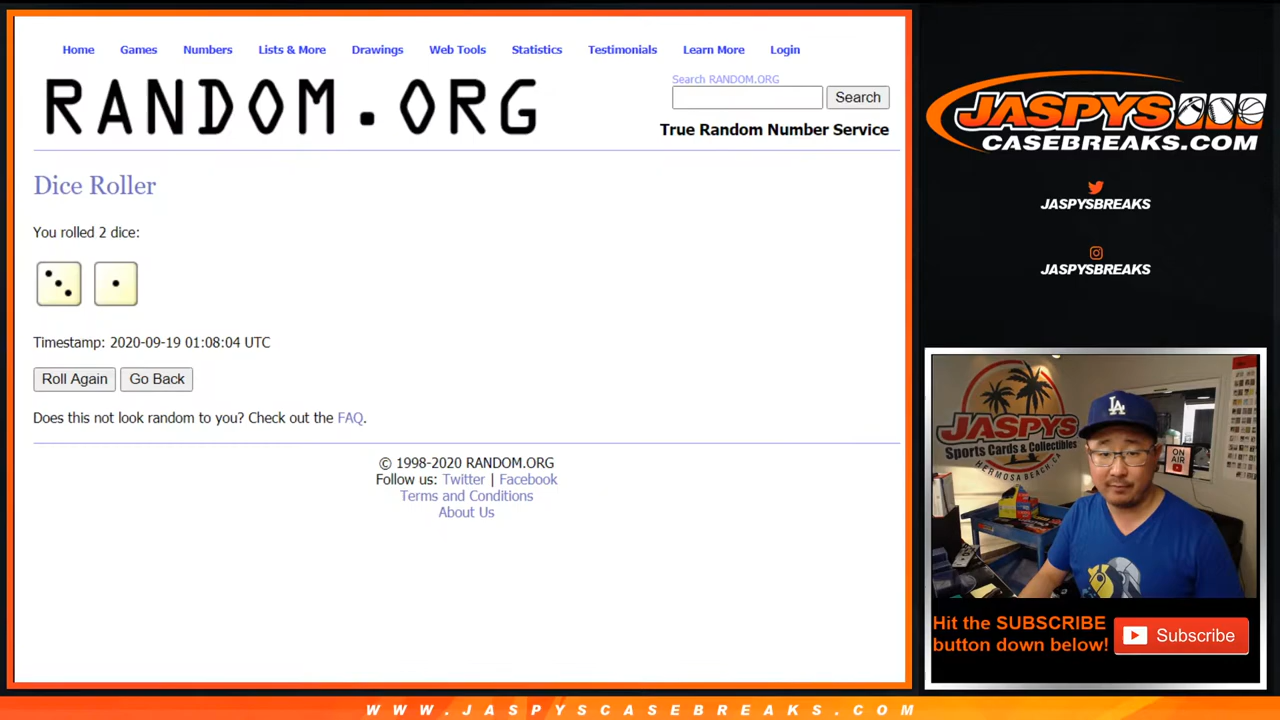 Home Games Numbers Lists & More Drawings Web Tools Statistics Testimonials Learn More Login
RANDOM.ORG
Search RANDOM.ORG
Search
True Random Number Service
Dice Roller
You rolled 2 dice:
Timestamp: 2020-09-19 01:08:04 UTC
Roll Again Go Back
Does this not look random to you? Check out the FAQ.
© 1998-2020 RANDOM.ORG
Follow us: Twitter | Facebook
Terms and Conditions
About Us
JASPYS
CASEBREAKS.COM
JASPYSBREAKS
JASPYSBREAKS
JASPYS
Sports Cards & Collectibles
HERMOSA BEACH, CA
LA
ON AIR
Hit the SUBSCRIBE
button down below!
Subscribe
WWW.JASPYSCASEBREAKS.COM